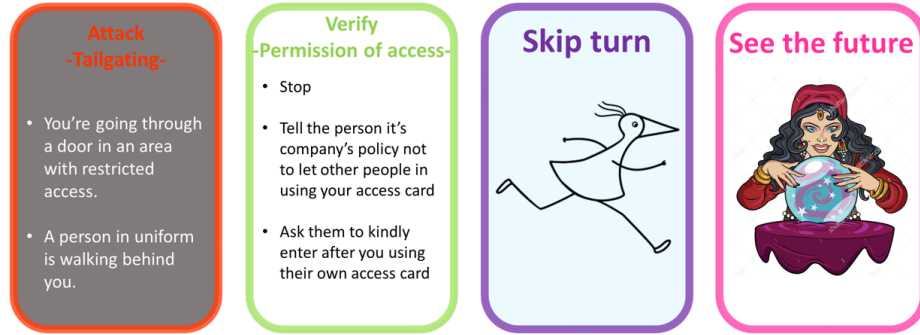 Attack
-Tailgating-
• You’re going through
a door in an area
with restricted
access.
• A person in uniform
is walking behind
you.
Verify
-Permission of access-
• Stop
• Tell the person it’s
company’s policy not
to let other people in
using your access card
• Ask them to kindly
enter after you using
their own access card
Skip turn
See the future